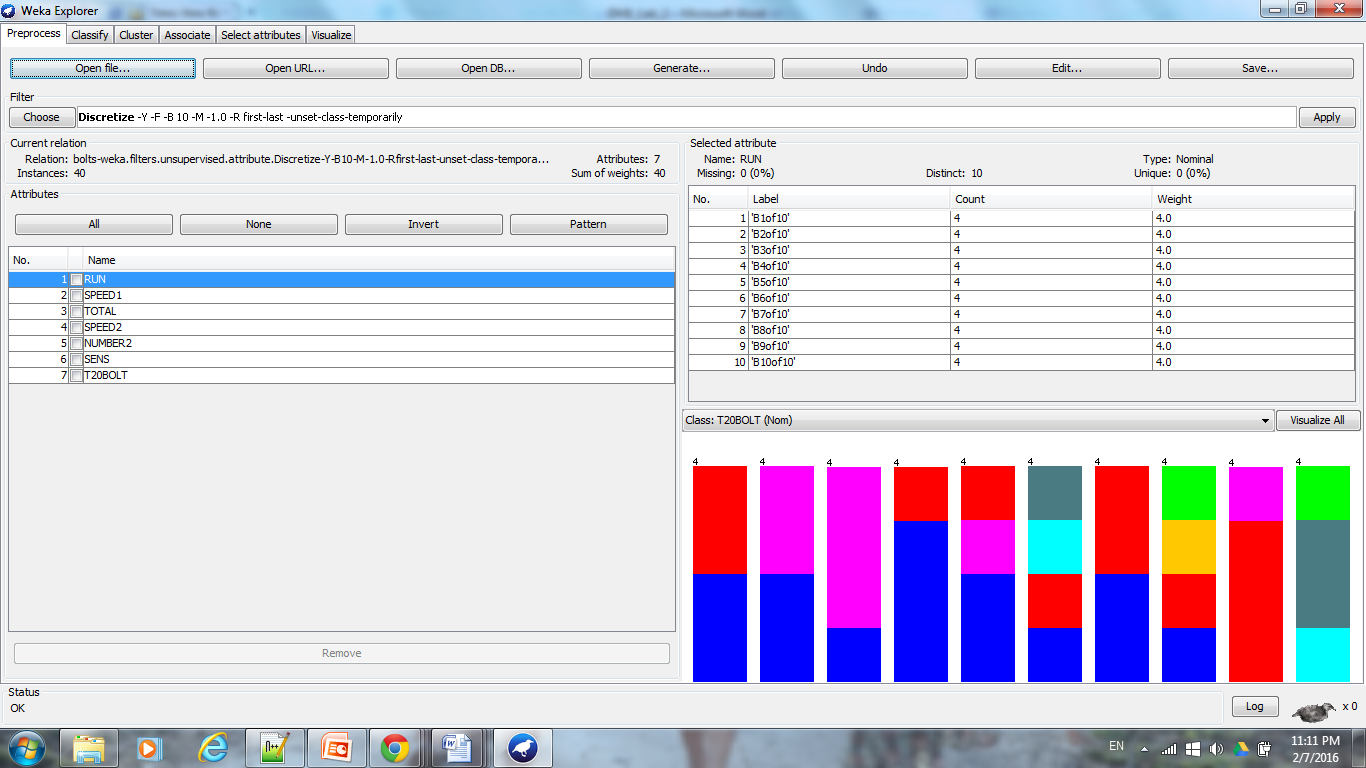 Weka Explorer
Preprocess Classify Cluster Associate Select attributes Visualize
Open file... Open URL... Open DB... Generate... Undo Edit... Save...
Filter
Choose Discretize -Y -F -B 10 -M -1.0 -R first-last -unset-class-temporarily Apply
Current relation
Relation: bolts-weka.filters.unsupervised.attribute.Discretize-Y-B10-M-1.0-Rfirst-last-unset-class-tempora... Attributes: 7
Instances: 40 Sum of weights: 40
Selected attribute
Name: RUN Type: Nominal
Missing: 0 (0%) Distinct: 10 Unique: 0 (0%)
Attributes
All None Invert Pattern
No. Name
1 RUN
2 SPEED1
3 TOTAL
4 SPEED2
5 NUMBER2
6 SENS
7 T20BOLT
Remove
No. Label Count Weight
1 'B1of10' 4 4.0
2 'B2of10' 4 4.0
3 'B3of10' 4 4.0
4 'B4of10' 4 4.0
5 'B5of10' 4 4.0
6 'B6of10' 4 4.0
7 'B7of10' 4 4.0
8 'B8of10' 4 4.0
9 'B9of10' 4 4.0
10 'B10of10' 4 4.0
Class: T20BOLT (Nom) Visualize All
4 4 4 4 4 4 4 4 4 4
Status
OK
Log x 0
EN 11:11 PM
2/7/2016